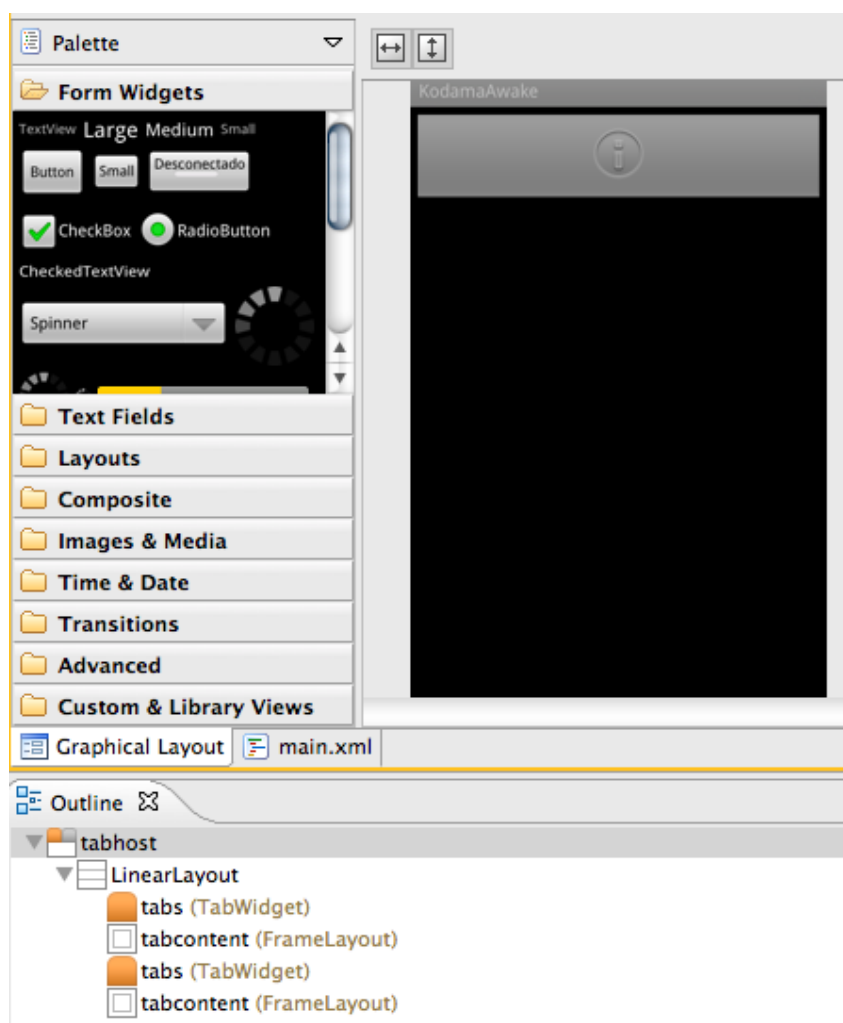 Palette
Form Widgets
TextView Large Medium Small
Button Small Desconectado
CheckBox RadioButton
CheckedTextView
Spinner
Text Fields
Layouts
Composite
Images & Media
Time & Date
Transitions
Advanced
Custom & Library Views
KodamaAwake
Graphical Layout main.xml
Outline
tabhost
LinearLayout
tabs (TabWidget)
tabcontent (FrameLayout)
tabs (TabWidget)
tabcontent (FrameLayout)